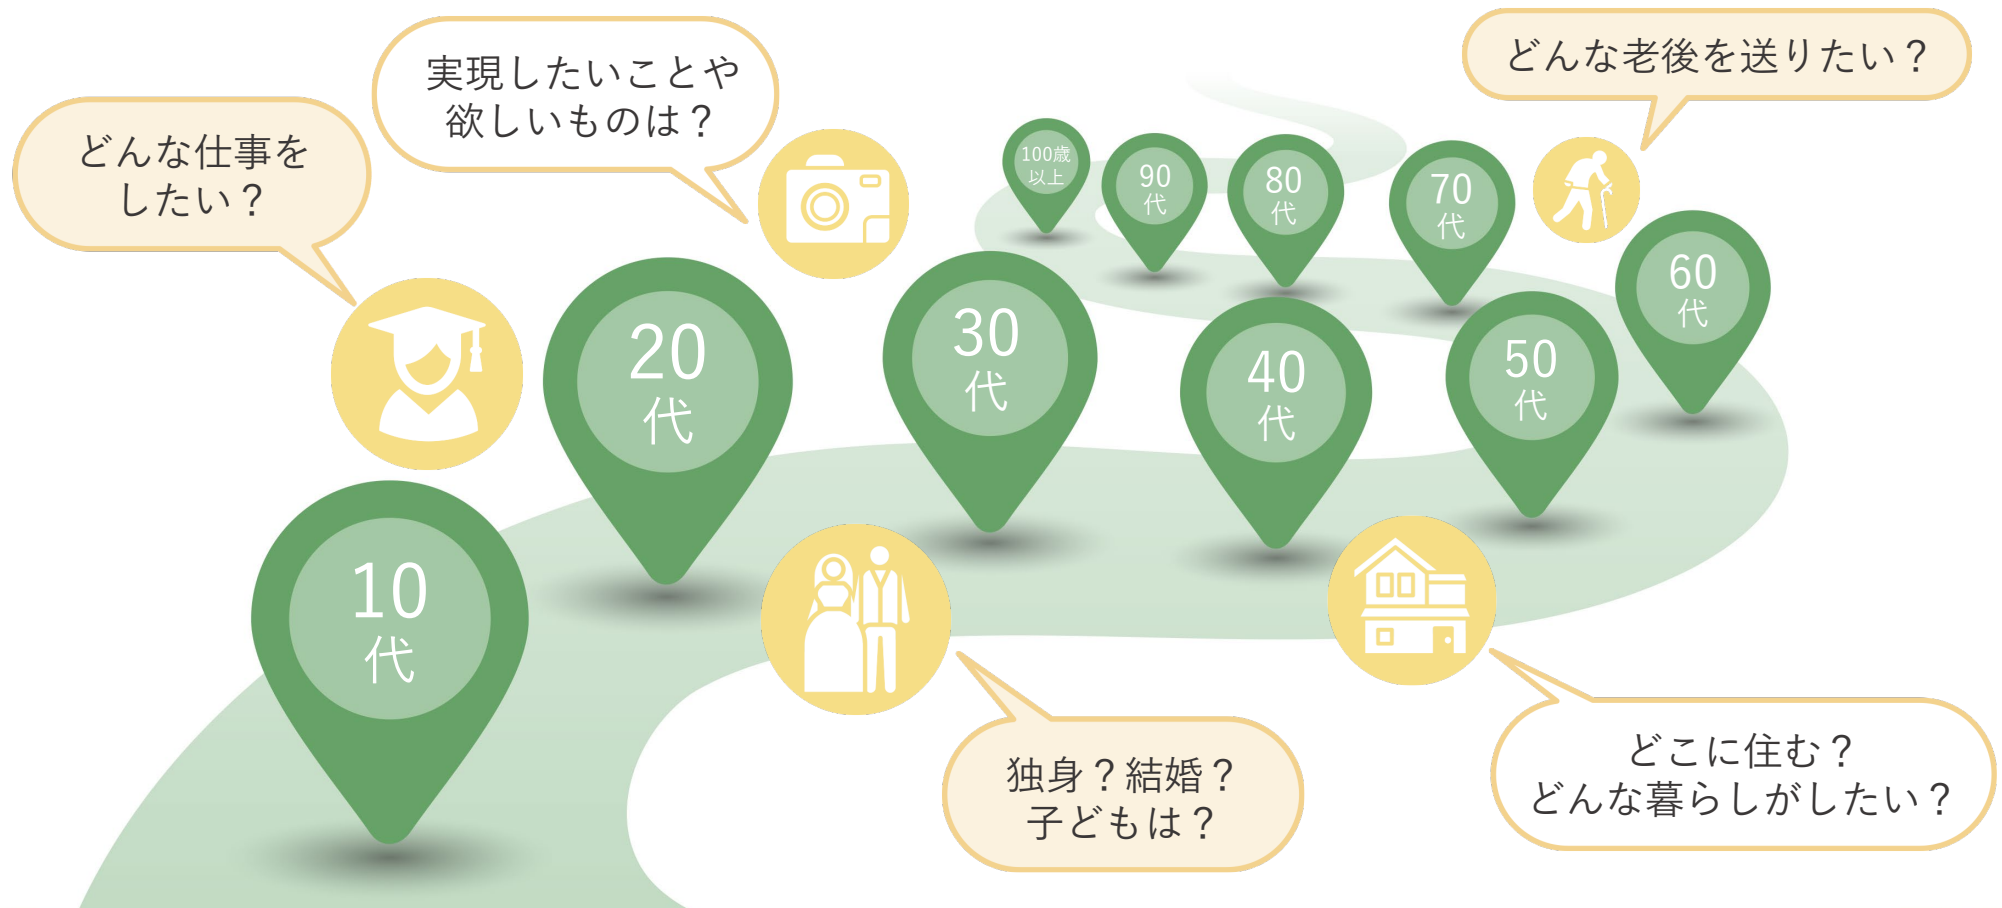 どんな仕事を
したい？
実現したいことや
欲しいものは？
どんな老後を送りたい？
10
代
20
代
30
代
40
代
50
代
60
代
70
代
80
代
90
代
100歳
以上
独身？結婚？
子どもは？
どこに住む？
どんな暮らしがしたい？